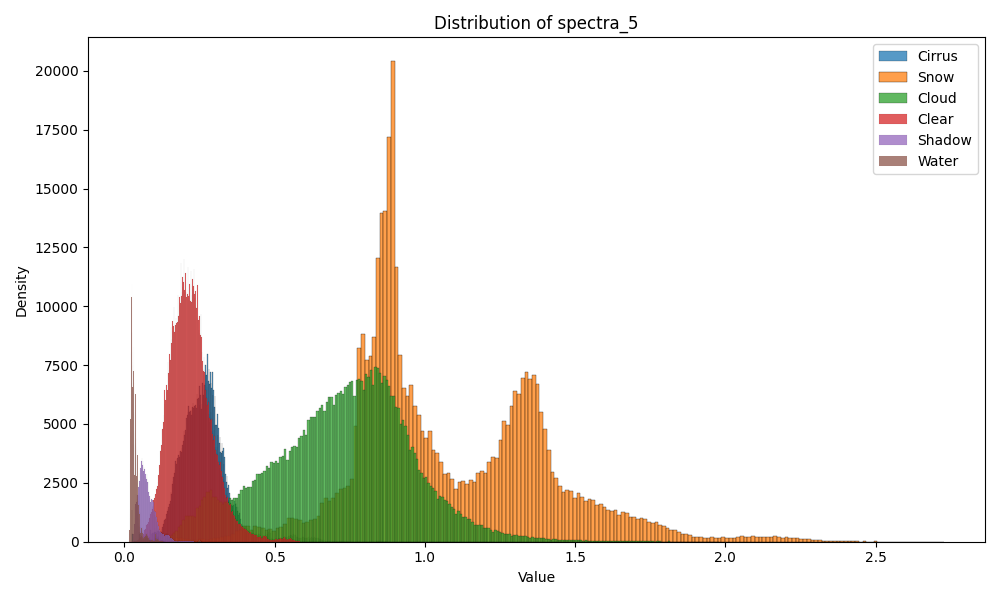 Distribution of spectra_5
Density
20000
17500
15000
12500
10000
7500
5000
2500
0
0.0
0.5
1.0
1.5
2.0
2.5
Value
Cirrus
Snow
Cloud
Clear
Shadow
Water